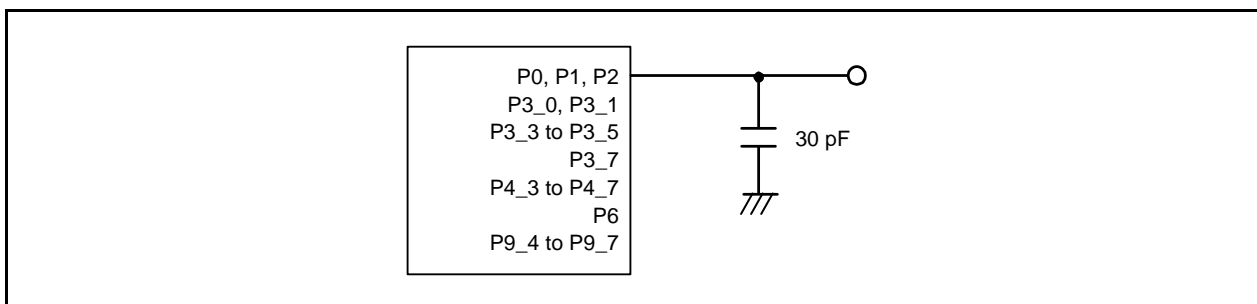 P0, P1, P2
P3_0, P3_1
P3_3 to P3_5
P3_7
P4_3 to P4_7
P6
P9_4 to P9_7
30 pF